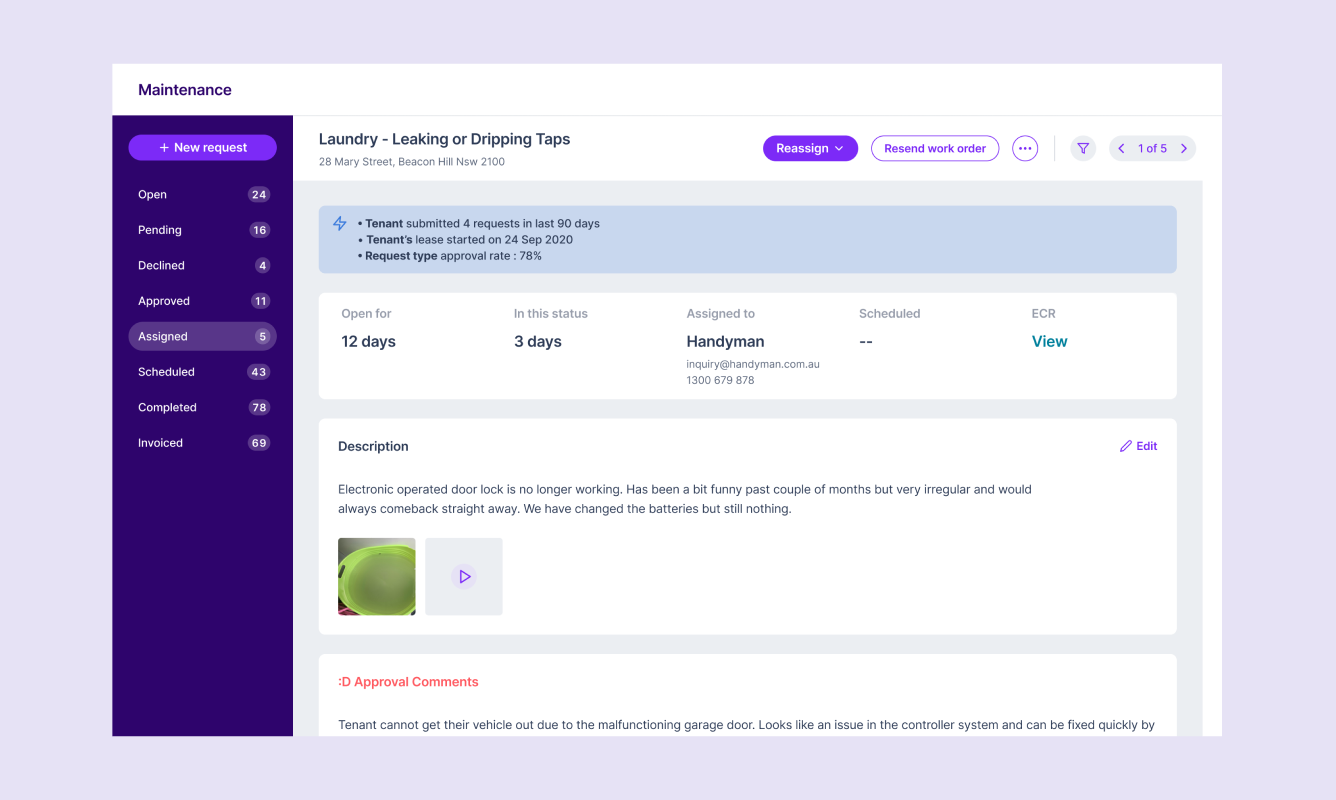 Maintenance
+ New request
Open 24
Pending 16
Declined 4
Approved 11
Assigned 5
Scheduled 43
Completed 78
Invoiced 69
Laundry - Leaking or Dripping Taps
28 Mary Street, Beacon Hill Nsw 2100
Reassign
Resend work order
1 of 5
• Tenant submitted 4 requests in last 90 days
• Tenant’s lease started on 24 Sep 2020
• Request type approval rate : 78%
Open for
12 days
In this status
3 days
Assigned to
Handyman
inquiry@handyman.com.au
1300 679 878
Scheduled
--
ECR
View
Description
Edit
Electronic operated door lock is no longer working. Has been a bit funny past couple of months but very irregular and would
always comeback straight away. We have changed the batteries but still nothing.
:D Approval Comments
Tenant cannot get their vehicle out due to the malfunctioning garage door. Looks like an issue in the controller system and can be fixed quickly by